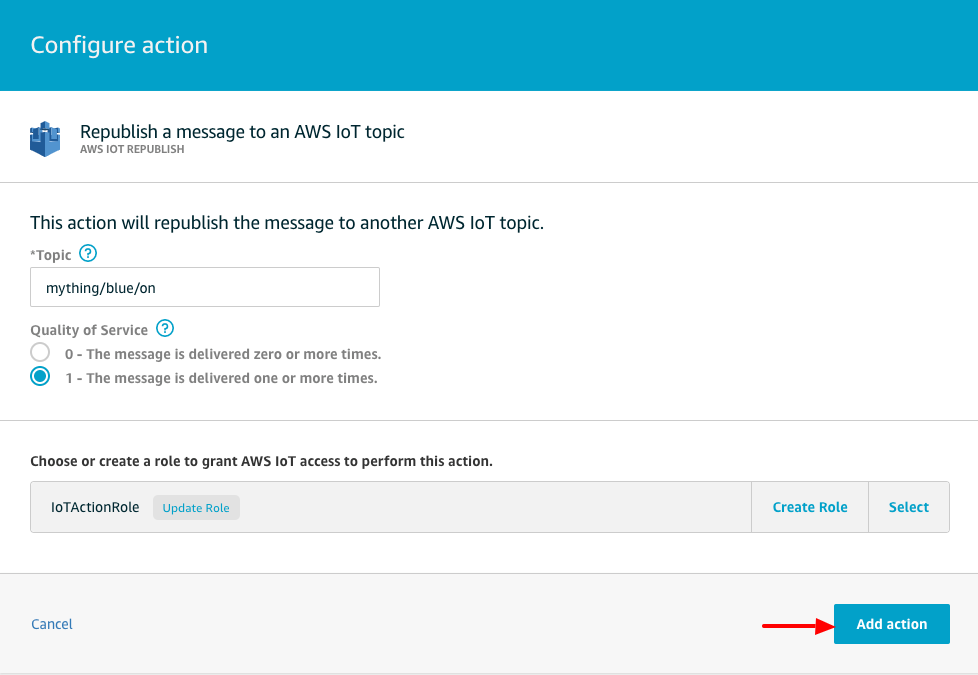 Configure action
Republish a message to an AWS IoT topic
AWS IOT REPUBLISH
This action will republish the message to another AWS IoT topic.
*Topic ?
mything/blue/on
Quality of Service ?
0 - The message is delivered zero or more times.
1 - The message is delivered one or more times.
Choose or create a role to grant AWS IoT access to perform this action.
IoTActionRole Update Role Create Role Select
Cancel Add action